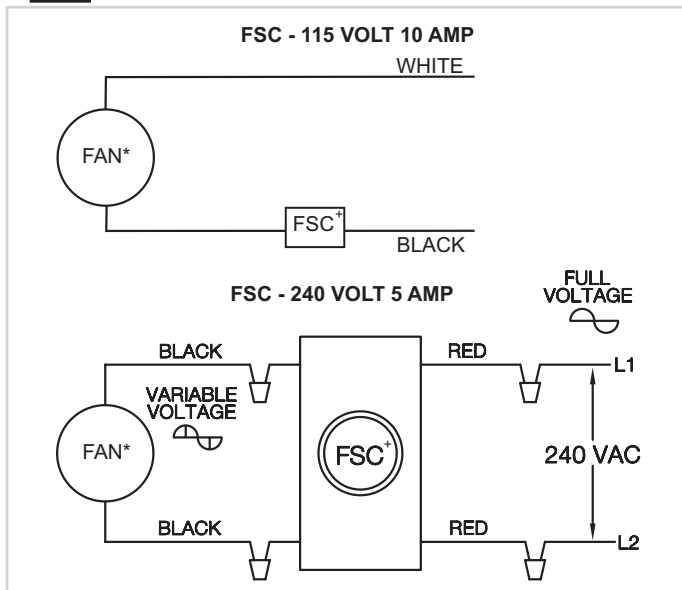 FSC - 115 VOLT 10 AMP
WHITE
FAN*
FSC+
BLACK
FSC - 240 VOLT 5 AMP
FULL
VOLTAGE
BLACK
RED
L1
VARIABLE
VOLTAGE
FAN*
FSC+
240 VAC
BLACK
RED
L2